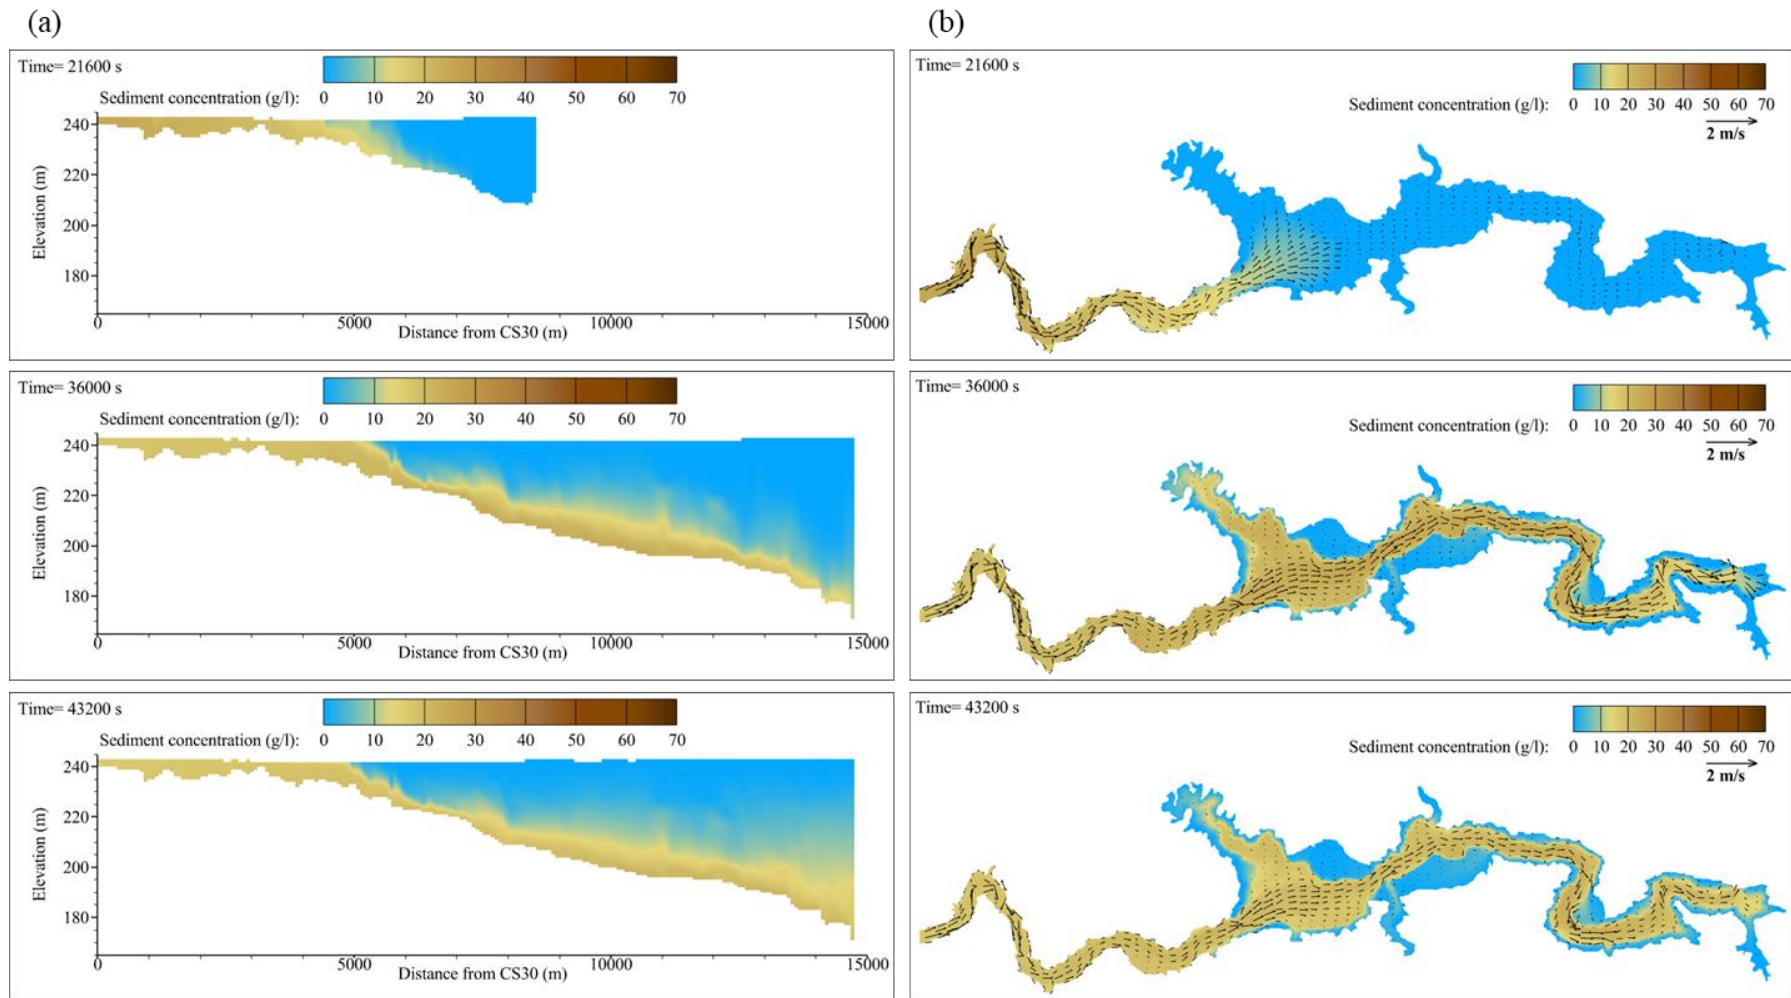 (a)
(b)
Time= 21600 s
Sediment concentration (g/l): 0 10 20 30 40 50 60 70
Elevation (m)
240
220
200
180
0 5000 10000 15000
Distance from CS30 (m)
Time= 21600 s
Sediment concentration (g/l): 0 10 20 30 40 50 60 70
2 m/s
Time= 36000 s
Sediment concentration (g/l): 0 10 20 30 40 50 60 70
Elevation (m)
240
220
200
180
0 5000 10000 15000
Distance from CS30 (m)
Time= 36000 s
Sediment concentration (g/l): 0 10 20 30 40 50 60 70
2 m/s
Time= 43200 s
Sediment concentration (g/l): 0 10 20 30 40 50 60 70
Elevation (m)
240
220
200
180
0 5000 10000 15000
Distance from CS30 (m)
Time= 43200 s
Sediment concentration (g/l): 0 10 20 30 40 50 60 70
2 m/s